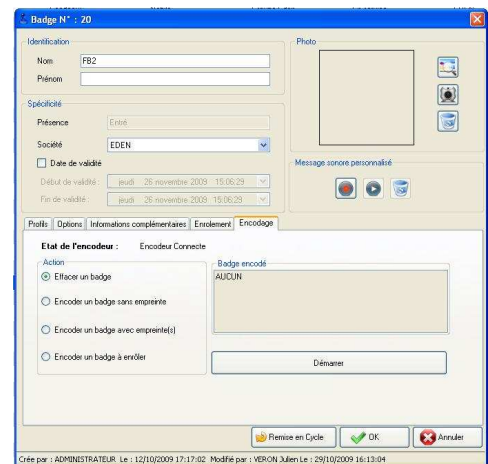 Badge N° : 20
Identification
Nom FB2
Prénom
Photo
Spécificité
Présence Entré
Société EDEN
Date de validité
Début de validité : jeudi 26 novembre 2009 15:06:29
Fin de validité : jeudi 26 novembre 2009 15:06:29
Message sonore personnalisé
Profils Options Informations complémentaires Enrolement Encodage
Etat de l'encodeur : Encodeur Connecte
Action
Effacer un badge
Encoder un badge sans empreinte
Encoder un badge avec empreinte(s)
Encoder un badge à enrôler
Badge encodé
AUCUN
Démarrer
Remise en Cycle OK Annuler
Crée par : ADMINISTRATEUR Le : 12/10/2009 17:17:02 Modifié par : VERON Julien Le : 29/10/2009 16:13:04